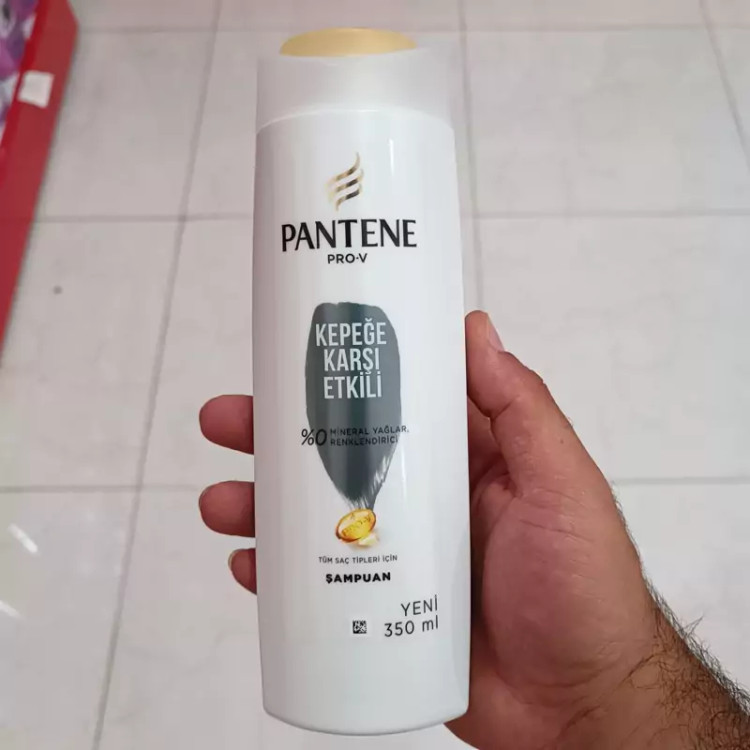 PANTENE
PRO-V
KEPEĞE
KARŞI
ETKİLİ
%0 MİNERAL YAĞLAR,
RENKLENDİRİCİ
TÜM SAÇ TİPLERİ İÇİN
ŞAMPUAN
YENİ
350 ml